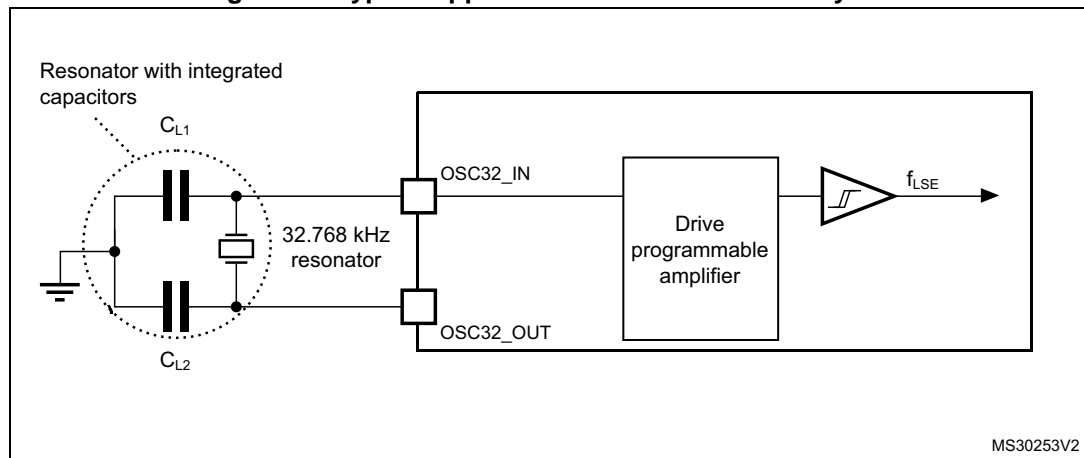 Resonator with integrated
capacitors
C_L1
OSC32_IN
32.768 kHz
resonator
Drive
programmable
amplifier
f_LSE
OSC32_OUT
C_L2
MS30253V2